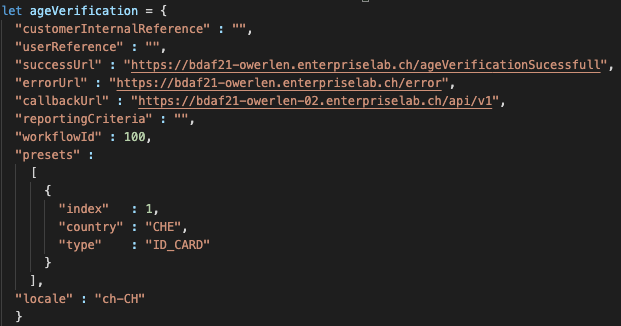 let ageVerification = {
"customerInternalReference" : "",
"userReference" : "",
"successUrl" : "https://bdaf21-owerlen.enterpriselab.ch/ageVerificationSucessfull",
"errorUrl" : "https://bdaf21-owerlen.enterpriselab.ch/error",
"callbackUrl" : "https://bdaf21-owerlen-02.enterpriselab.ch/api/v1",
"reportingCriteria" : "",
"workflowId" : 100,
"presets" :
[
{
"index" : 1,
"country" : "CHE",
"type" : "ID_CARD"
}
],
"locale" : "ch-CH"
}